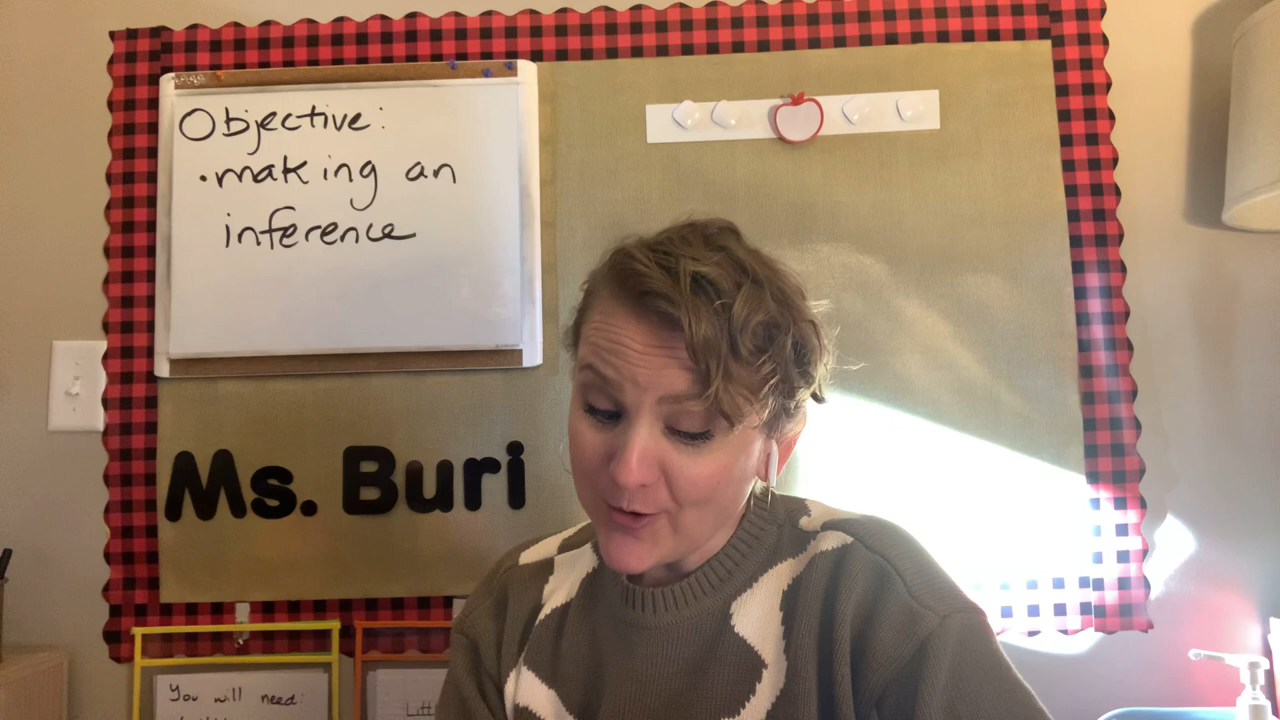 Objective:
• making an
inference
Ms. Buri
You will need: